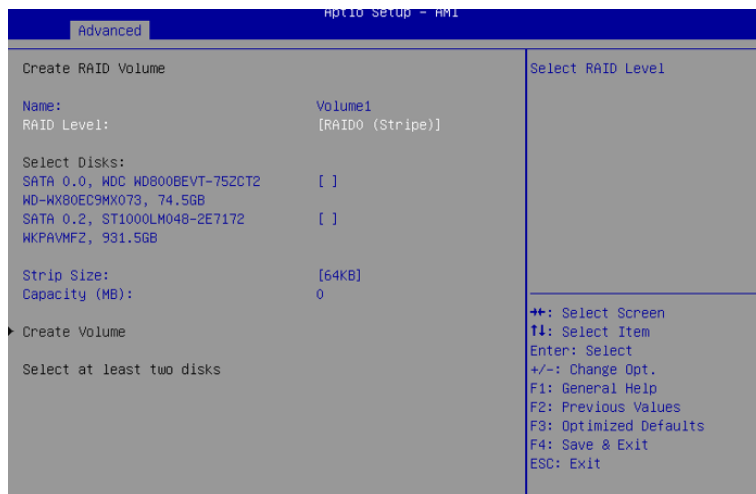 Aptio Setup - AMI
Advanced
Create RAID Volume
Name: Volume1
RAID Level: [RAID0 (Stripe)]
Select Disks:
SATA 0.0, WDC WD800BEVT-75ZCT2 [ ]
WD-WX80EC9MX073, 74.5GB
SATA 0.2, ST1000LM048-2E7172 [ ]
WKPAVMFZ, 931.5GB
Strip Size: [64KB]
Capacity (MB): 0
Create Volume
Select at least two disks
Select RAID Level
→←: Select Screen
↑↓: Select Item
Enter: Select
+/-: Change Opt.
F1: General Help
F2: Previous Values
F3: Optimized Defaults
F4: Save & Exit
ESC: Exit